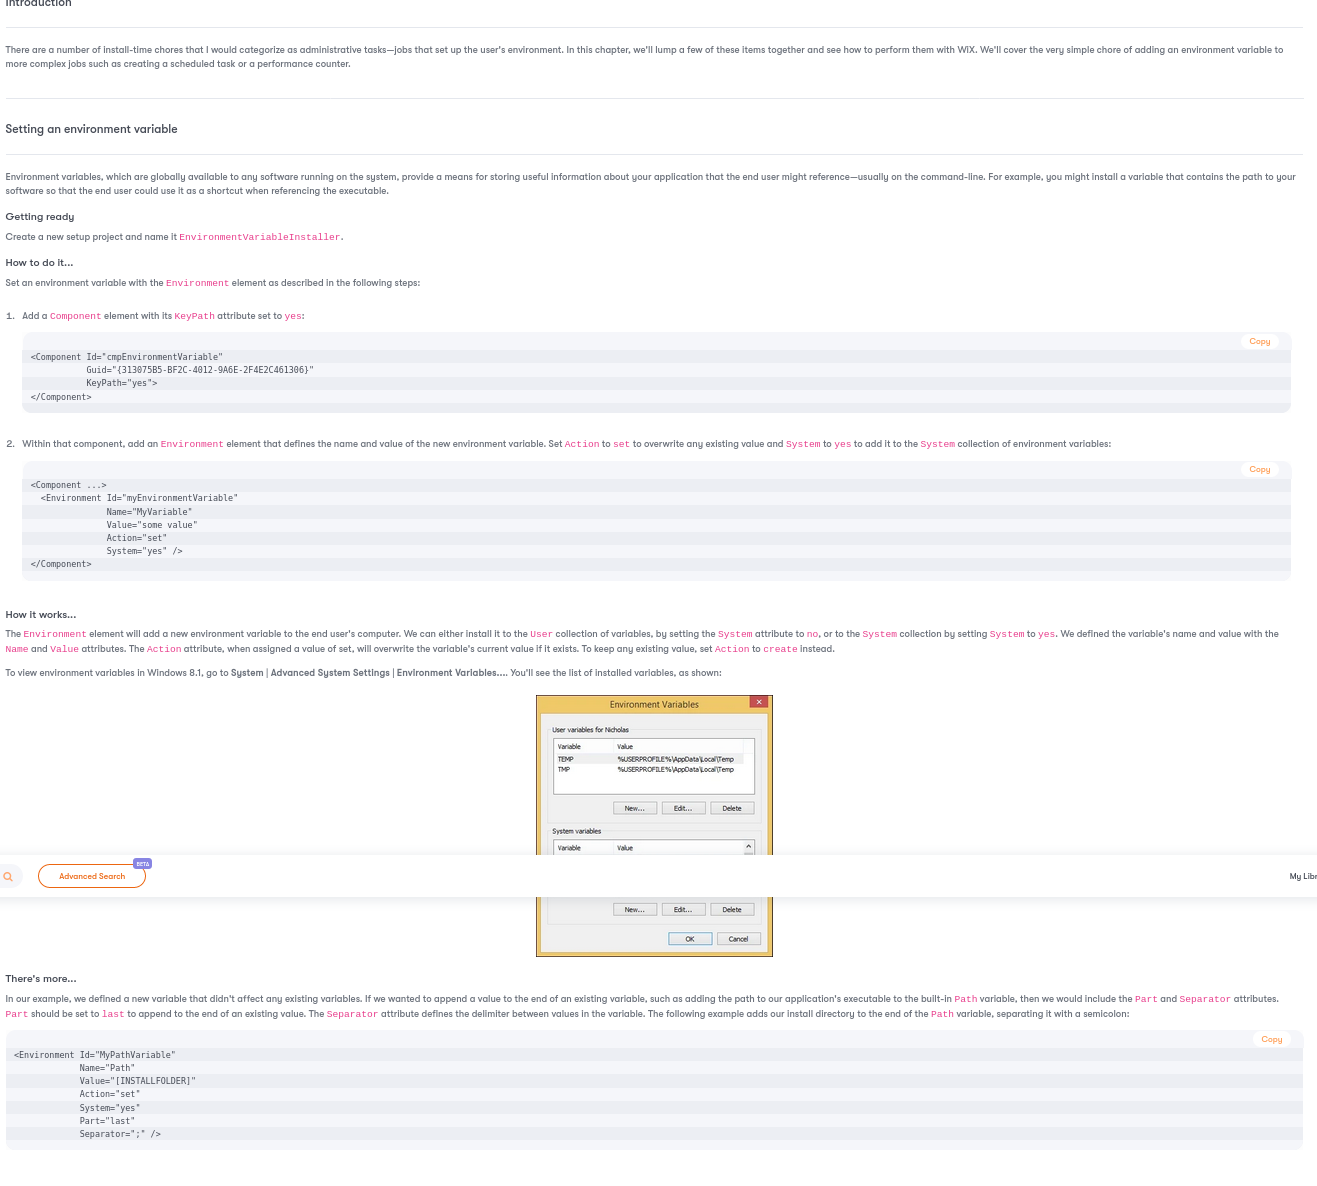 Introduction
There are a number of install-time chores that I would categorize as administrative tasks—jobs that set up the user's environment. In this chapter, we'll lump a few of these items together and see how to perform them with WIX. We'll cover the very simple chore of adding an environment variable to
more complex jobs such as creating a scheduled task or a performance counter.
Setting an environment variable
Environment variables, which are globally available to any software running on the system, provide a means for storing useful information about your application that the end user might reference—usually on the command-line. For example, you might install a variable that contains the path to your
software so that the end user could use it as a shortcut when referencing the executable.
Getting ready
Create a new setup project and name it EnvironmentVariableInstaller.
How to do it...
Set an environment variable with the Environment element as described in the following steps:
1. Add a Component element with its KeyPath attribute set to yes:
Copy
<Component Id="cmpEnvironmentVariable"
Guid="{313075B5-BF2C-4012-9A6E-2F4E2C461306}"
KeyPath="yes">
</Component>
2. Within that component, add an Environment element that defines the name and value of the new environment variable. Set Action to set to overwrite any existing value and System to yes to add it to the System collection of environment variables:
Copy
<Component ...>
<Environment Id="myEnvironmentVariable"
Name="MyVariable"
Value="some value"
Action="set"
System="yes" />
</Component>
How it works...
The Environment element will add a new environment variable to the end user's computer. We can either install it to the User collection of variables, by setting the System attribute to no, or to the System collection by setting System to yes. We defined the variable's name and value with the
Name and Value attributes. The Action attribute, when assigned a value of set, will overwrite the variable's current value if it exists. To keep any existing value, set Action to create instead.
To view environment variables in Windows 8.1, go to System | Advanced System Settings | Environment Variables.... You'll see the list of installed variables, as shown:
Environment Variables
User variables for Nicholas
Variable Value
TEMP %USERPROFILE%\AppData\Local\Temp
TMP %USERPROFILE%\AppData\Local\Temp
New... Edit... Delete
System variables
Variable Value
BETA
Advanced Search
My Libr
New... Edit... Delete
OK Cancel
There's more...
In our example, we defined a new variable that didn't affect any existing variables. If we wanted to append a value to the end of an existing variable, such as adding the path to our application's executable to the built-in Path variable, then we would include the Part and Separator attributes.
Part should be set to last to append to the end of an existing value. The Separator attribute defines the delimiter between values in the variable. The following example adds our install directory to the end of the Path variable, separating it with a semicolon:
Copy
<Environment Id="MyPathVariable"
Name="Path"
Value="[INSTALLFOLDER]"
Action="set"
System="yes"
Part="last"
Separator=";" />